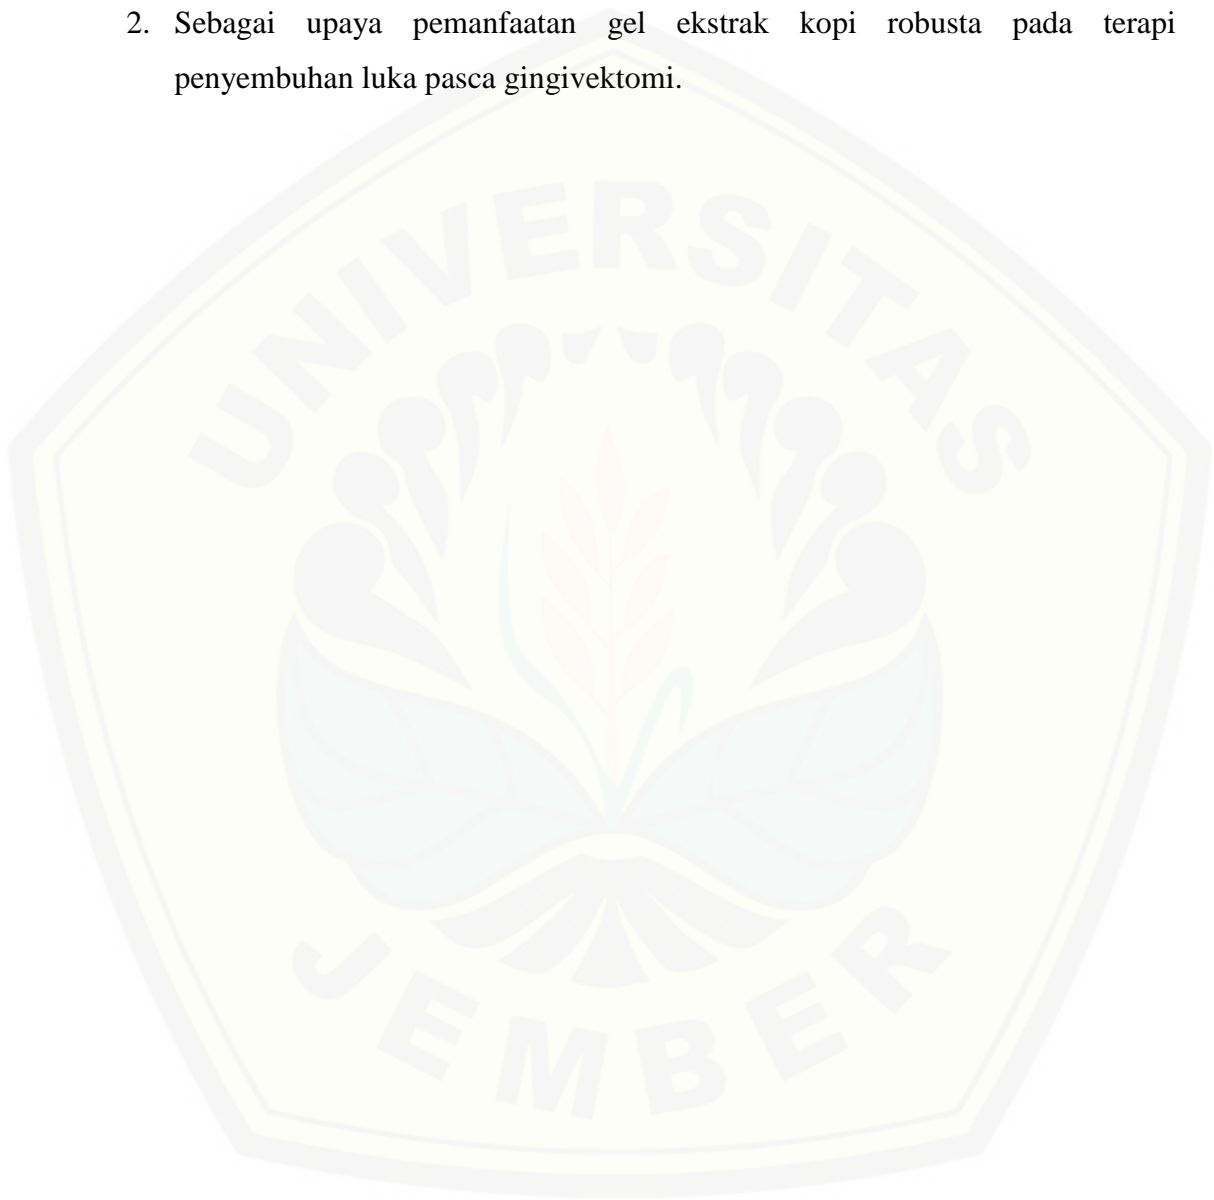 2. Sebagai upaya pemanfaatan gel ekstrak kopi robusta pada terapi
penyembuhan luka pasca gingivektomi.
UNIVERSITAS
JEMBER